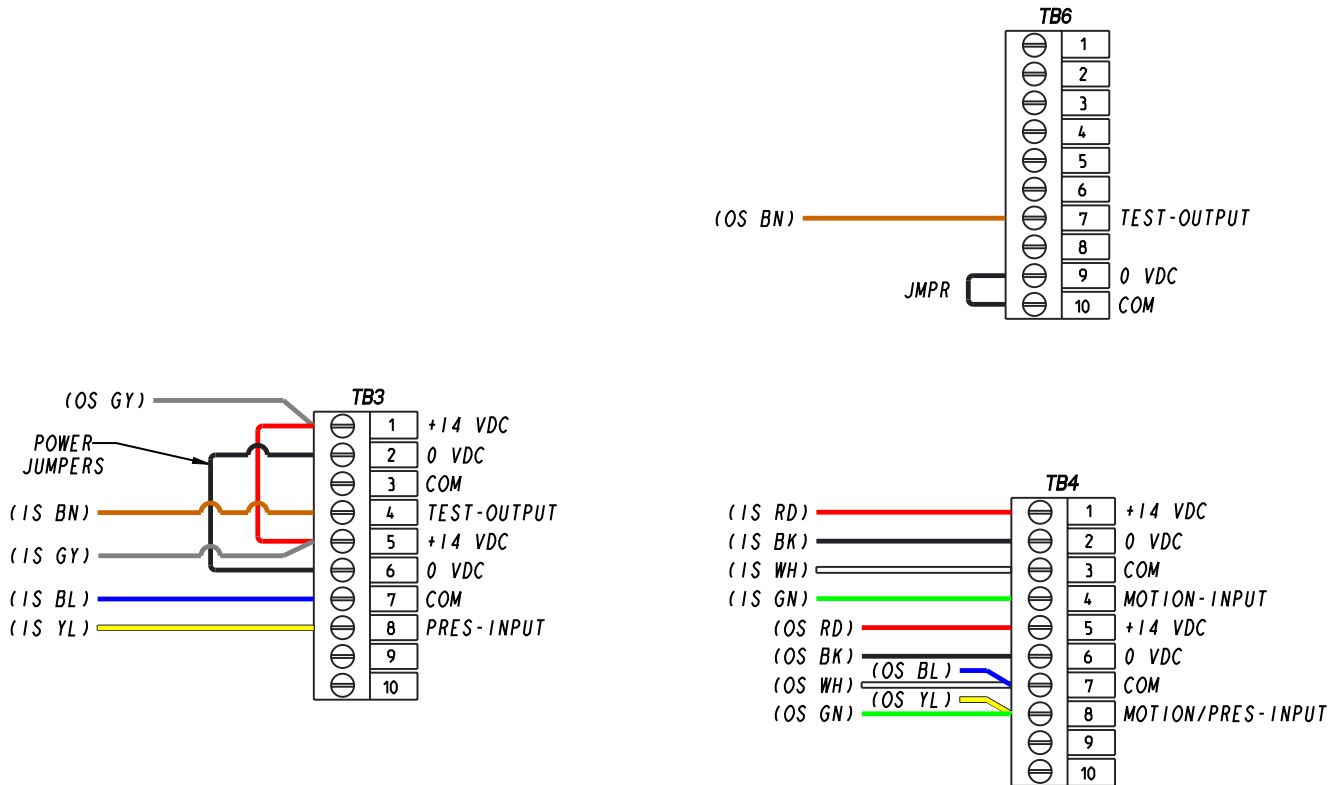 TB6
1
2
3
4
5
6
(OS BN) 7 TEST-OUTPUT
8
9 0 VDC
JMPR
10 COM
TB3
(OS GY)
1 +14 VDC
POWER
JUMPERS
2 0 VDC
3 COM
(IS BN) 4 TEST-OUTPUT
5 +14 VDC
(IS GY)
6 0 VDC
(IS BL) 7 COM
(IS YL) 8 PRES-INPUT
9
10
TB4
(IS RD) 1 +14 VDC
(IS BK) 2 0 VDC
(IS WH) 3 COM
(IS GN) 4 MOTION-INPUT
(OS RD) 5 +14 VDC
(OS BK) 6 0 VDC
(OS BL)
(OS WH) 7 COM
(OS YL)
(OS GN) 8 MOTION/PRES-INPUT
9
10